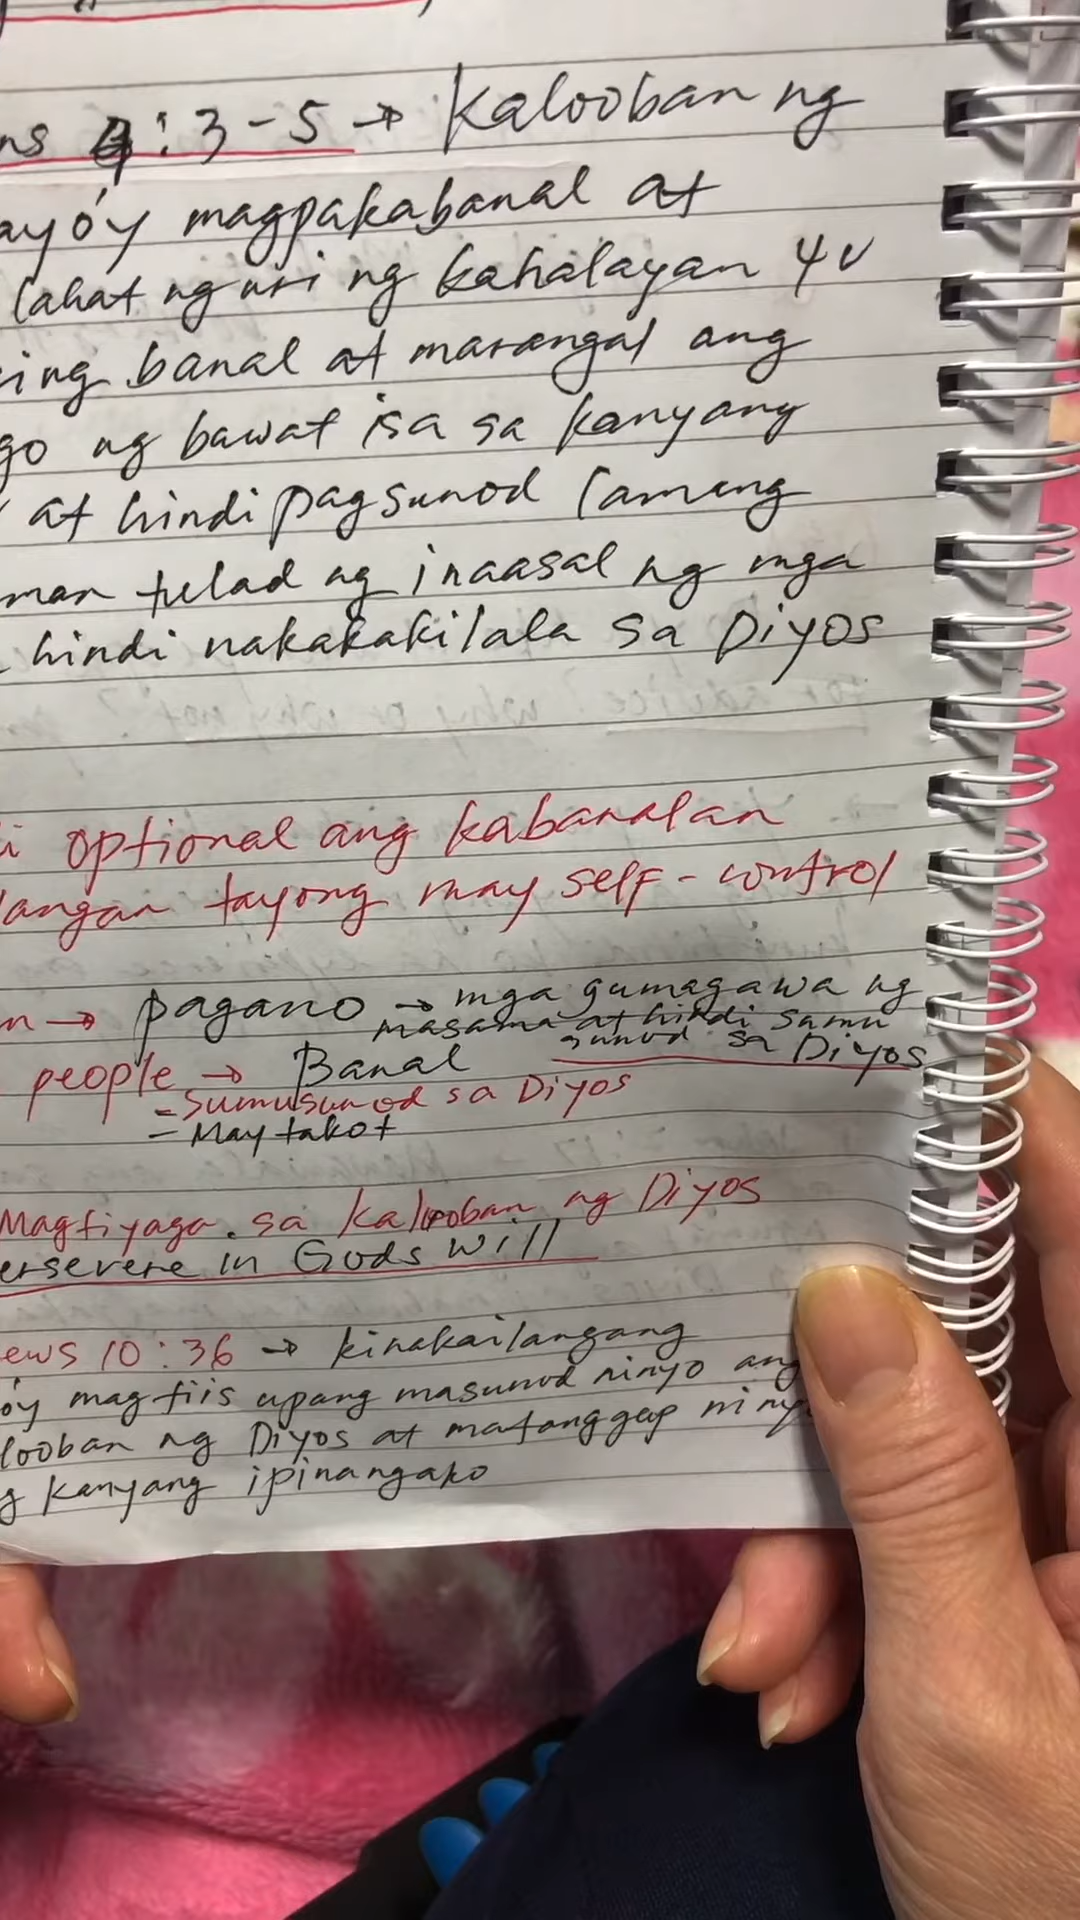 ns 4:3-5 → Kalooban ng
ayo'y magpakabanal at
lahat ng uri ng kahalayan 4v
ing banal at marangal ang
go ng bawat isa sa kanyang
at hindi pagsunod lamang
man tulad ng inaasal ng mga
hindi nakakakilala sa Diyos
i optional ang kabanalan
langan tayong may self-control
n → pagano → mga gumagawa ng
masama at hindi sumu
sunod sa Diyos
people → Banal
- Sumusunod sa Diyos
- May takot
Magtiyaga sa kalooban ng Diyos
ersevere in Gods Will
ews 10:36 → kinakailangang
oy magtiis upang masunod ninyo ang
looban ng Diyos at matanggap niny
g kanyang ipinangako